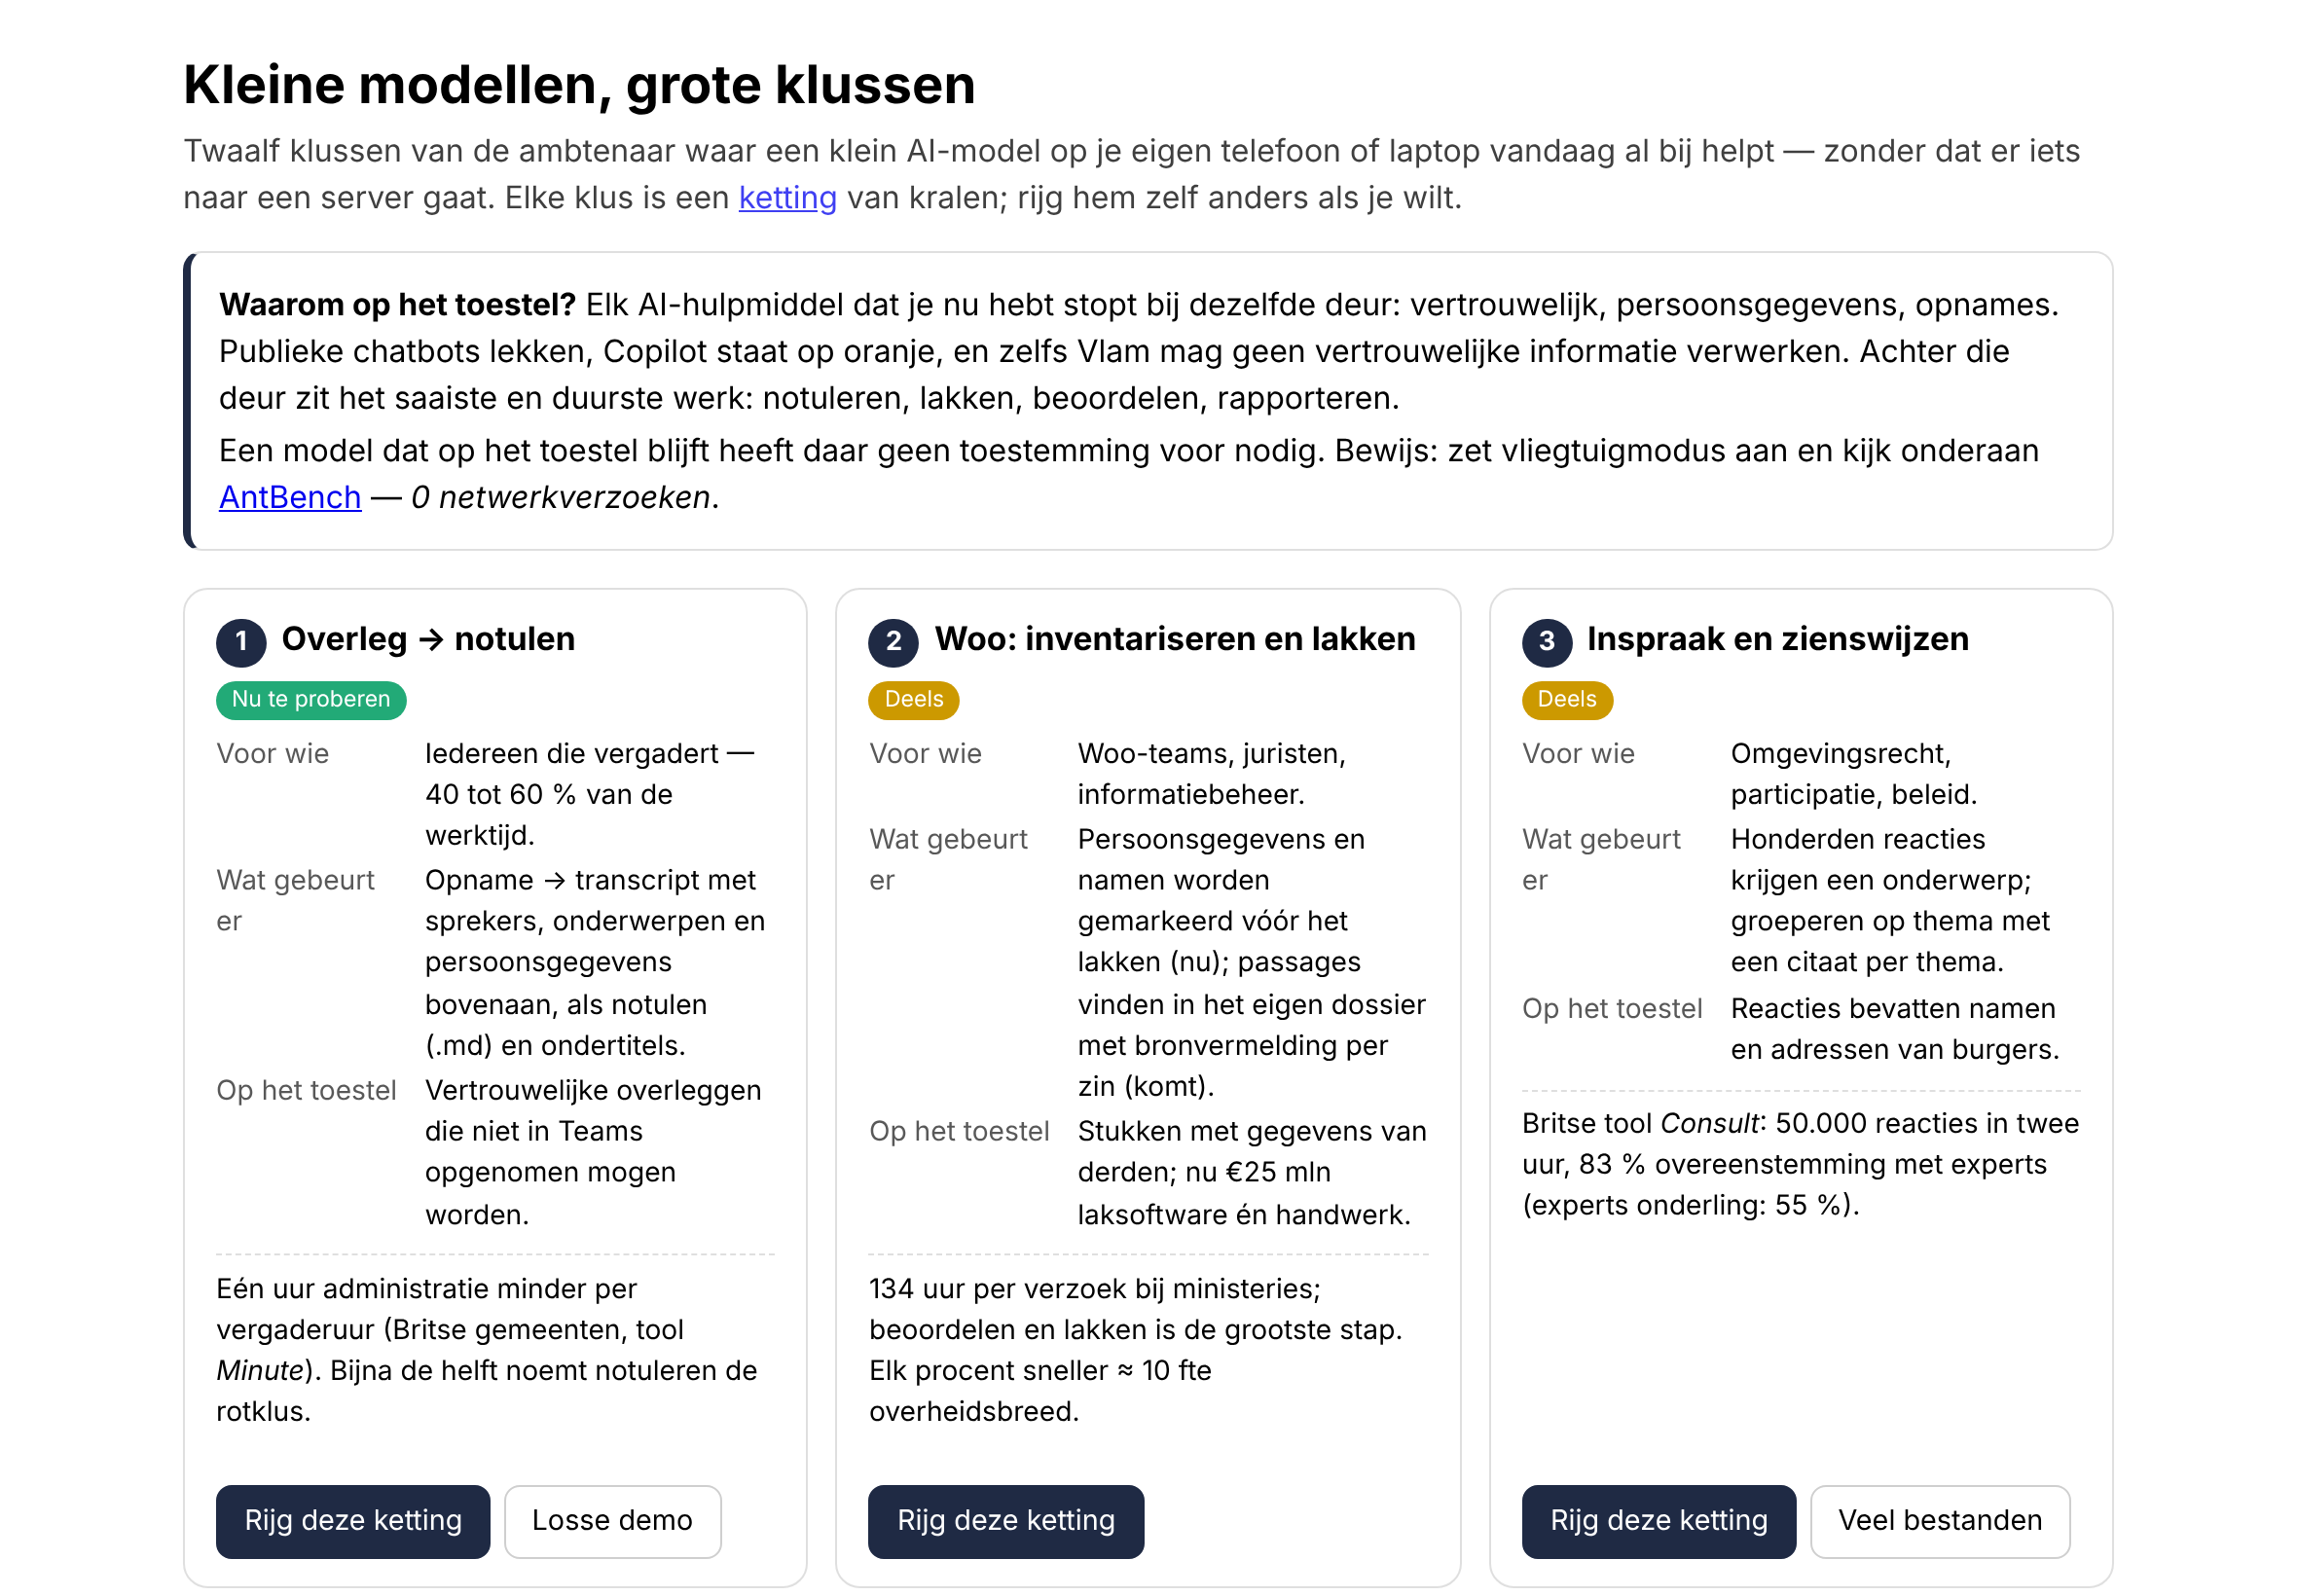 Kleine modellen, grote klussen
Twaalf klussen van de ambtenaar waar een klein AI-model op je eigen telefoon of laptop vandaag al bij helpt — zonder dat er iets
naar een server gaat. Elke klus is een ketting van kralen; rijg hem zelf anders als je wilt.
Waarom op het toestel? Elk AI-hulpmiddel dat je nu hebt stopt bij dezelfde deur: vertrouwelijk, persoonsgegevens, opnames.
Publieke chatbots lekken, Copilot staat op oranje, en zelfs Vlam mag geen vertrouwelijke informatie verwerken. Achter die
deur zit het saaiste en duurste werk: notuleren, lakken, beoordelen, rapporteren.
Een model dat op het toestel blijft heeft daar geen toestemming voor nodig. Bewijs: zet vliegtuigmodus aan en kijk onderaan
AntBench — 0 netwerkverzoeken.
1 Overleg → notulen
Nu te proberen
Voor wie
Iedereen die vergadert —
40 tot 60 % van de
werktijd.
Wat gebeurt
er
Opname → transcript met
sprekers, onderwerpen en
persoonsgegevens
bovenaan, als notulen
(.md) en ondertitels.
Op het toestel
Vertrouwelijke overleggen
die niet in Teams
opgenomen mogen
worden.
Eén uur administratie minder per
vergaderuur (Britse gemeenten, tool
Minute). Bijna de helft noemt notuleren de
rotklus.
Rijg deze ketting
Losse demo
2 Woo: inventariseren en lakken
Deels
Voor wie
Woo-teams, juristen,
informatiebeheer.
Wat gebeurt
er
Persoonsgegevens en
namen worden
gemarkeerd vóór het
lakken (nu); passages
vinden in het eigen dossier
met bronvermelding per
zin (komt).
Op het toestel
Stukken met gegevens van
derden; nu €25 mln
laksoftware én handwerk.
134 uur per verzoek bij ministeries;
beoordelen en lakken is de grootste stap.
Elk procent sneller ≈ 10 fte
overheidsbreed.
Rijg deze ketting
3 Inspraak en zienswijzen
Deels
Voor wie
Omgevingsrecht,
participatie, beleid.
Wat gebeurt
er
Honderden reacties
krijgen een onderwerp;
groeperen op thema met
een citaat per thema.
Op het toestel
Reacties bevatten namen
en adressen van burgers.
Britse tool Consult: 50.000 reacties in twee
uur, 83 % overeenstemming met experts
(experts onderling: 55 %).
Rijg deze ketting
Veel bestanden